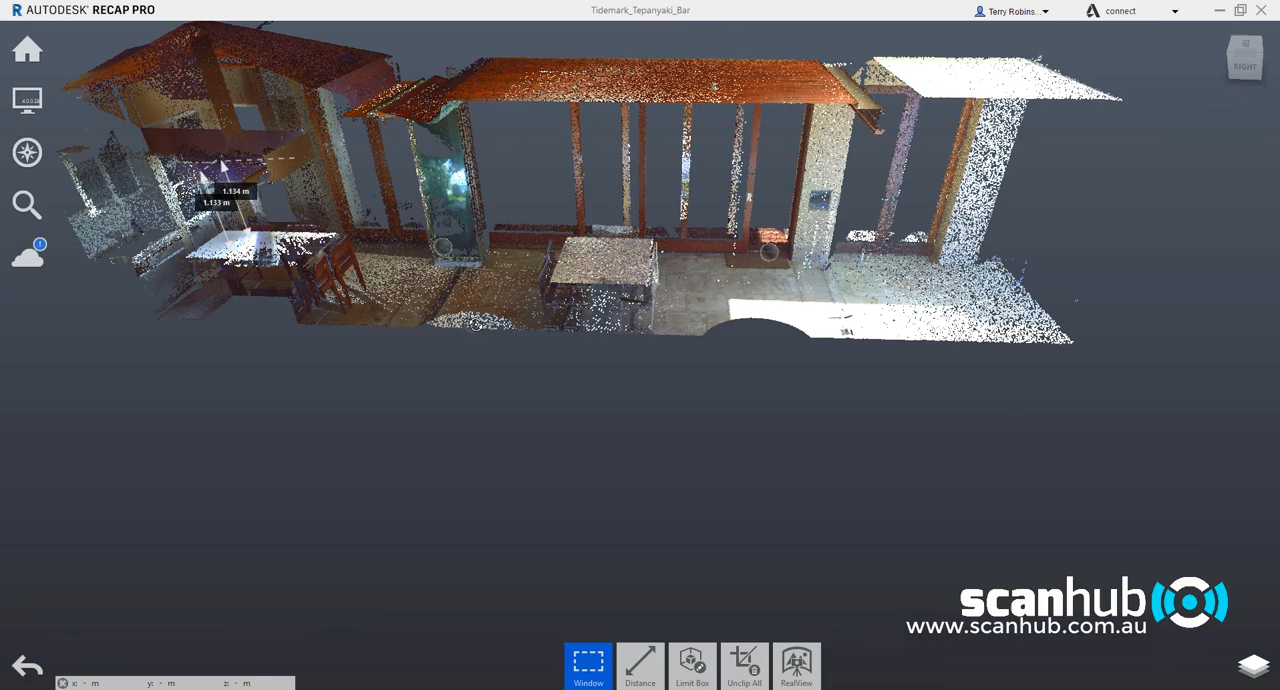 R AUTODESK® RECAP PRO
Tidemark_Tepanyaki_Bar
Terry Robins...
connect
RIGHT
1.134 m
1.133 m
scanhub
www.scanhub.com.au
Window
Distance
Limit Box
Unclip All
RealView
x: - m y: - m z: - m